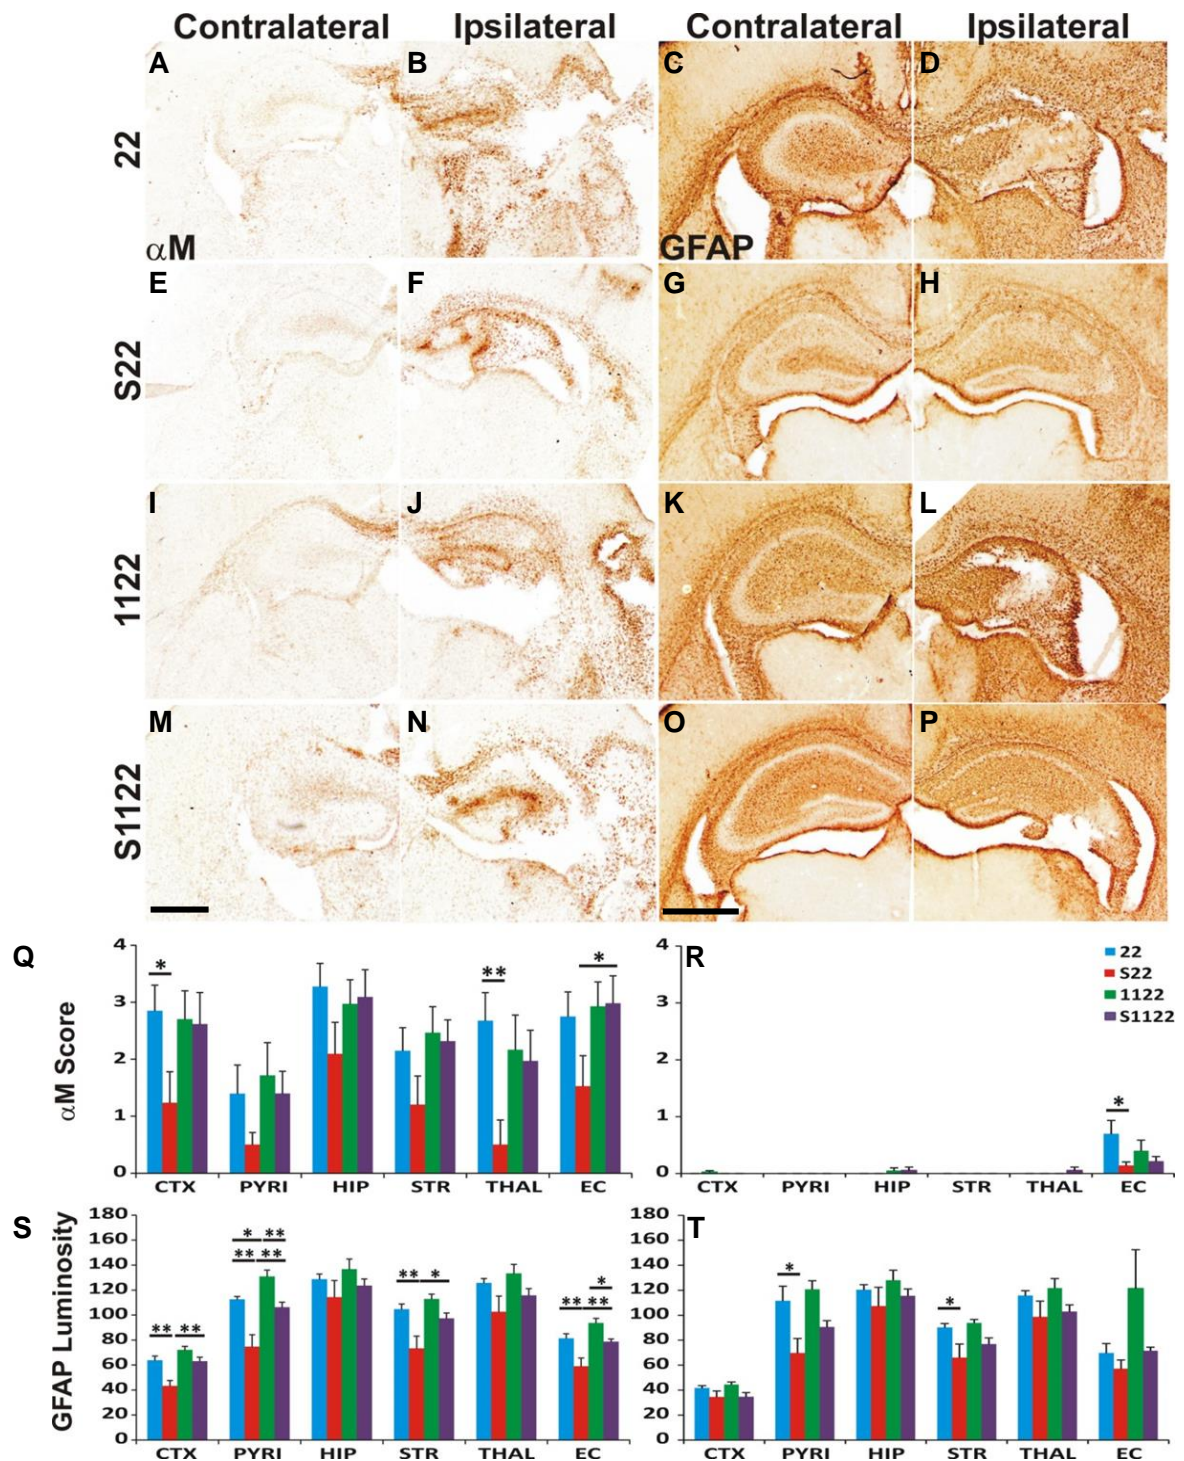 Contralateral Ipsilateral Contralateral Ipsilateral
A B C D
22
αM GFAP
E F G H
S22
I J K L
1122
M N O P
S1122
Q R
αM Score
4
3
2
1
0
CTX PYRI HIP STR THAL EC
* ** *
4
3
2
1
0
CTX PYRI HIP STR THAL EC
*
22
S22
1122
S1122
S T
GFAP Luminosity
180
160
140
120
100
80
60
40
20
0
CTX PYRI HIP STR THAL EC
** ** * ** ** ** ** * * ** **
180
160
140
120
100
80
60
40
20
0
CTX PYRI HIP STR THAL EC
* *